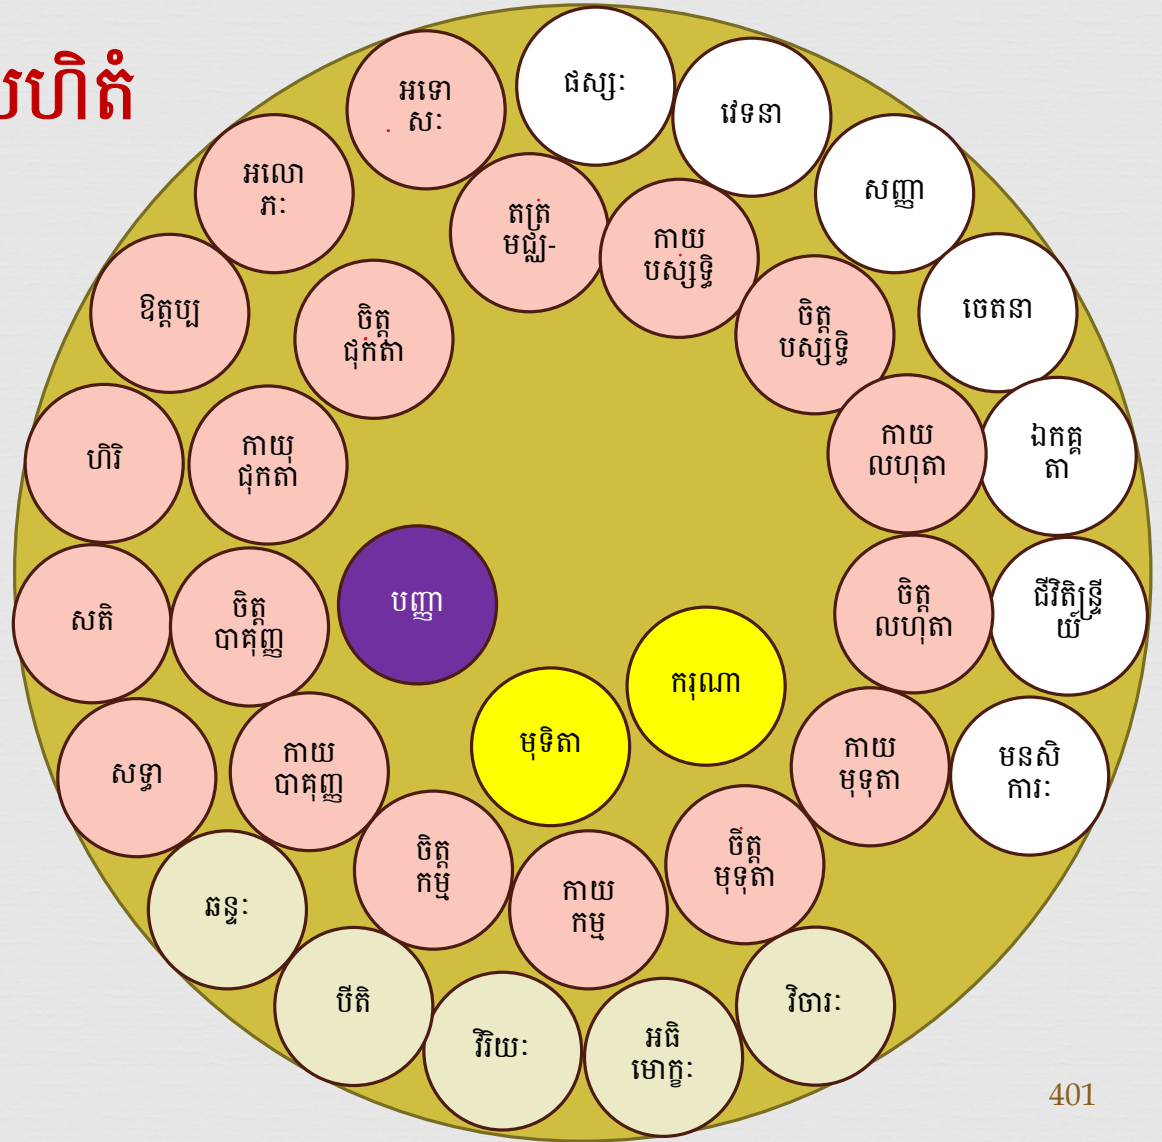 ហិតំ
ផស្សៈ
វេទនា
សញ្ញា
ចេតនា
ឯកគ្គ
តា
ជីវិតិន្ទ្រី
យ៍
មនសិ
ការៈ
វិចារៈ
អធិ
មោក្ខៈ
វិរិយៈ
បីតិ
ឆន្ទៈ
សទ្ធា
សតិ
ហិរិ
ឱត្តប្ប
អលោ
ភៈ
អទោ
សៈ
តត្រ
មជ្ឈ-
កាយ
បស្សទ្ធិ
ចិត្ត
បស្សទ្ធិ
កាយ
លហុតា
ចិត្ត
លហុតា
កាយ
មុទុតា
ចិត្ត
មុទុតា
កាយ
កម្ម
ចិត្ត
កម្ម
កាយ
បាគុញ្ញ
ចិត្ត
បាគុញ្ញ
កាយុ
ជុកតា
ចិត្តុ
ជុកតា
បញ្ញា
មុទិតា
ករុណា
401